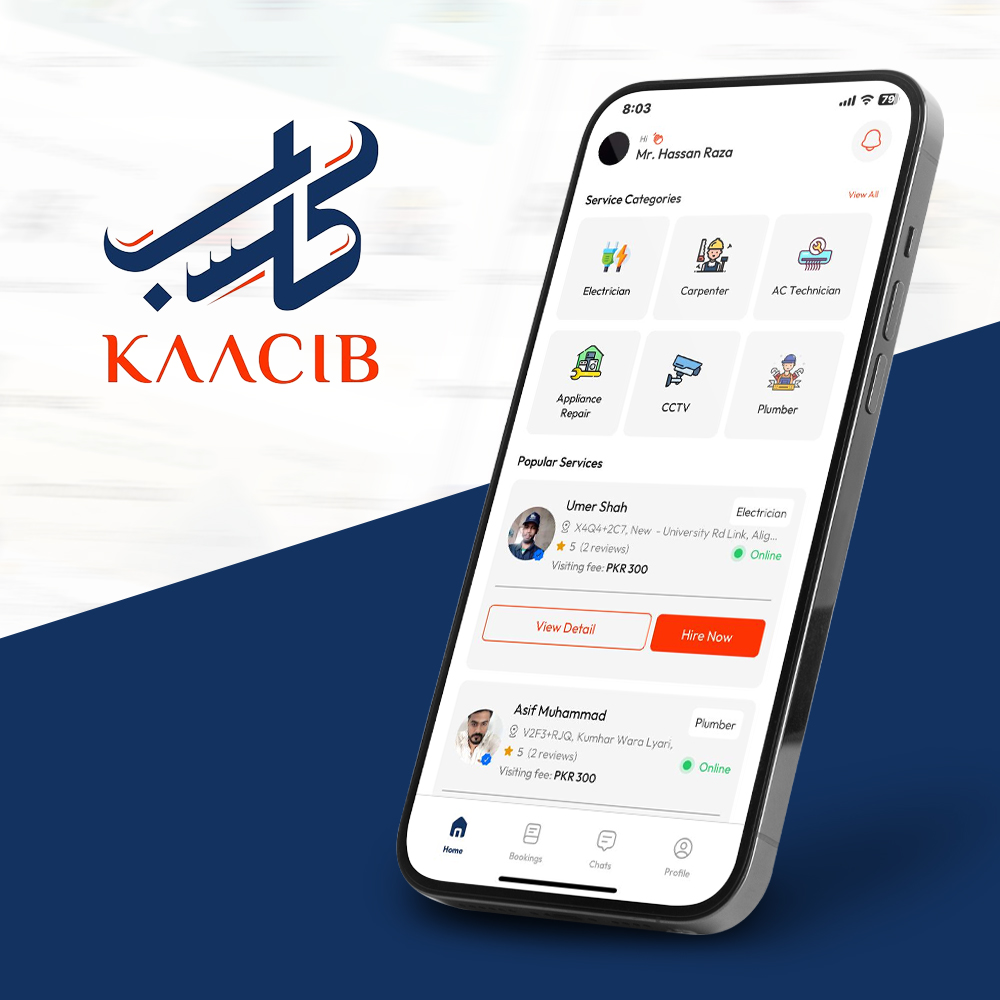 كاسب
KAACIB
8:03
79
Hi
Mr. Hassan Raza
Service Categories
View All
Electrician
Carpenter
AC Technician
Appliance
Repair
CCTV
Plumber
Popular Services
Umer Shah
Electrician
X4Q4+2C7, New - University Rd Link, Alig...
5 (2 reviews)
Online
Visiting fee: PKR 300
View Detail
Hire Now
Asif Muhammad
Plumber
V2F3+RJQ, Kumhar Wara Lyari,
5 (2 reviews)
Online
Visiting fee: PKR 300
Home
Bookings
Chats
Profile